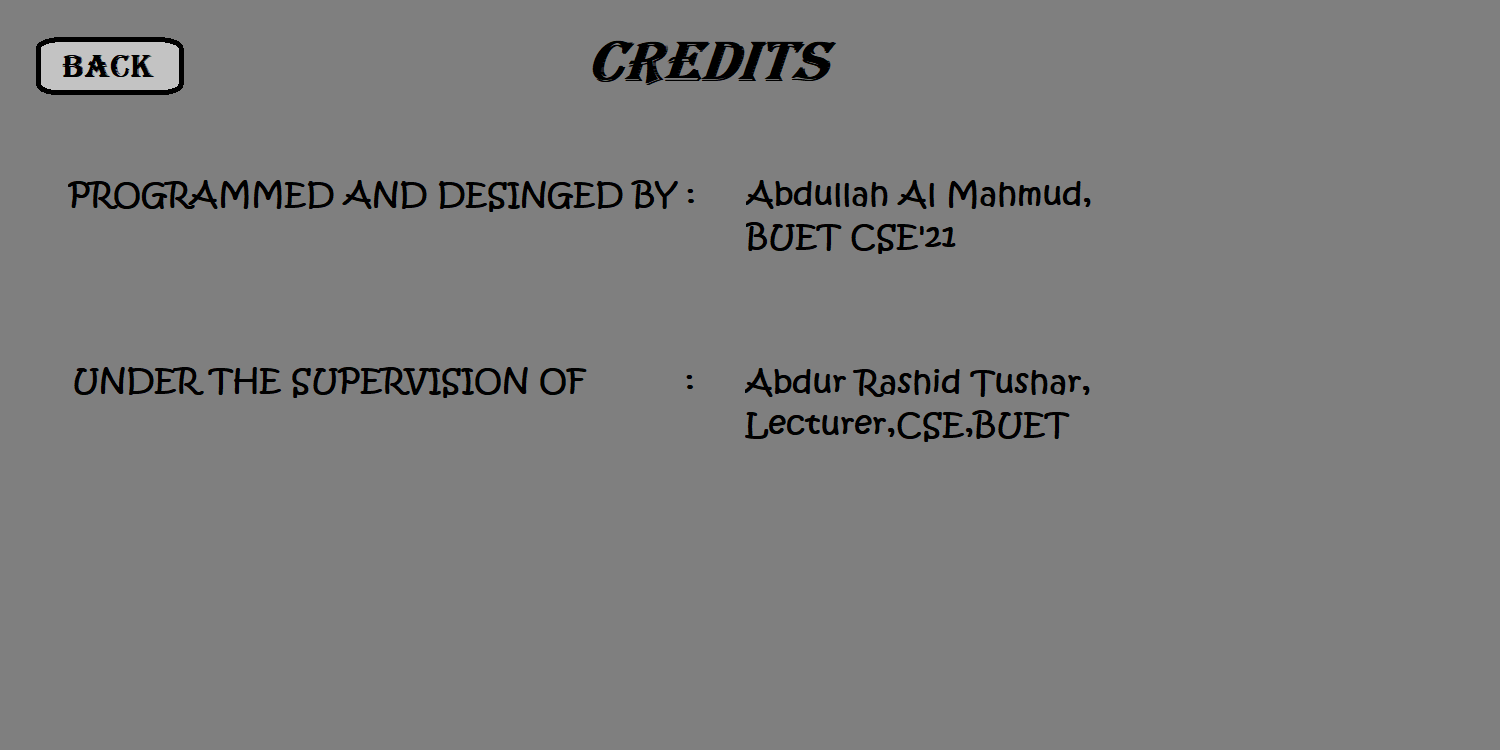 BACK
CREDITS
PROGRAMMED AND DESINGED BY : Abdullah Al Mahmud,
BUET CSE'21
UNDER THE SUPERVISION OF : Abdur Rashid Tushar,
Lecturer,CSE,BUET